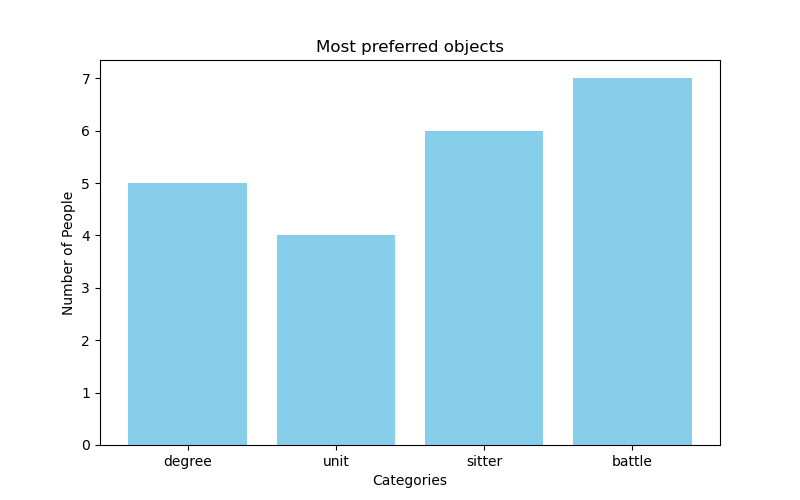 Most preferred objects
Number of People
7
6
5
4
3
2
1
0
degree unit sitter battle
Categories